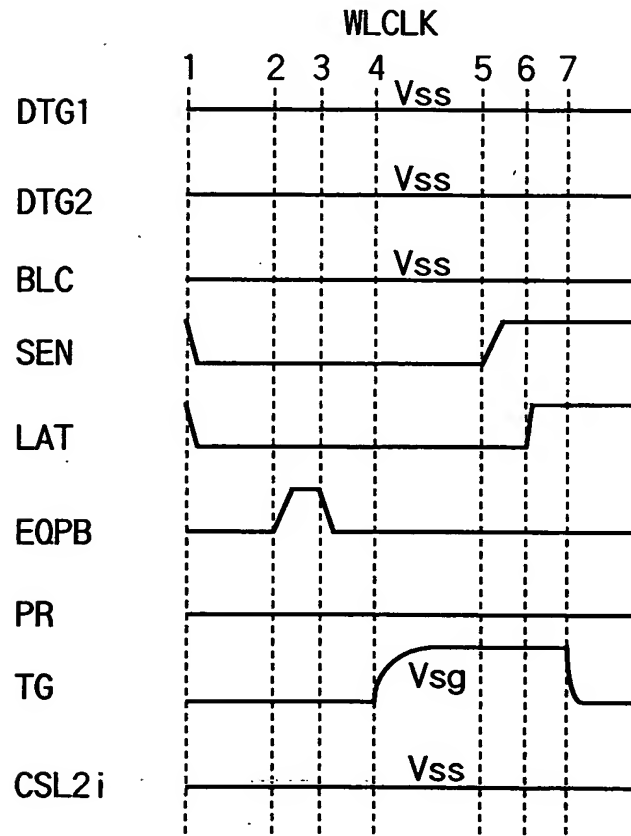 WLCLK
1 2 3 4 5 6 7
DTG1 Vss
DTG2 Vss
BLC Vss
SEN
LAT
EQPB
PR
TG Vsg
CSL2i Vss